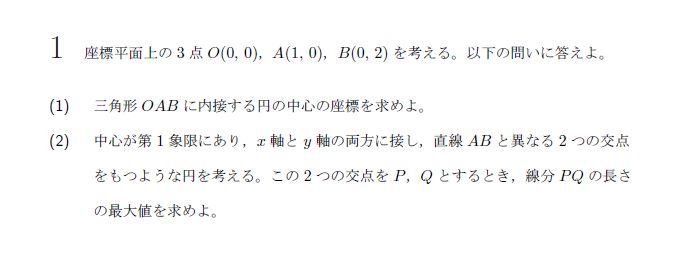 1 座標平面上の 3 点 O(0, 0), A(1, 0), B(0, 2) を考える。以下の問いに答えよ。
(1) 三角形 OAB に内接する円の中心の座標を求めよ。
(2) 中心が第 1 象限にあり, x 軸と y 軸の両方に接し, 直線 AB と異なる 2 つの交点
をもつような円を考える。この 2 つの交点を P, Q とするとき, 線分 PQ の長さ
の最大値を求めよ。